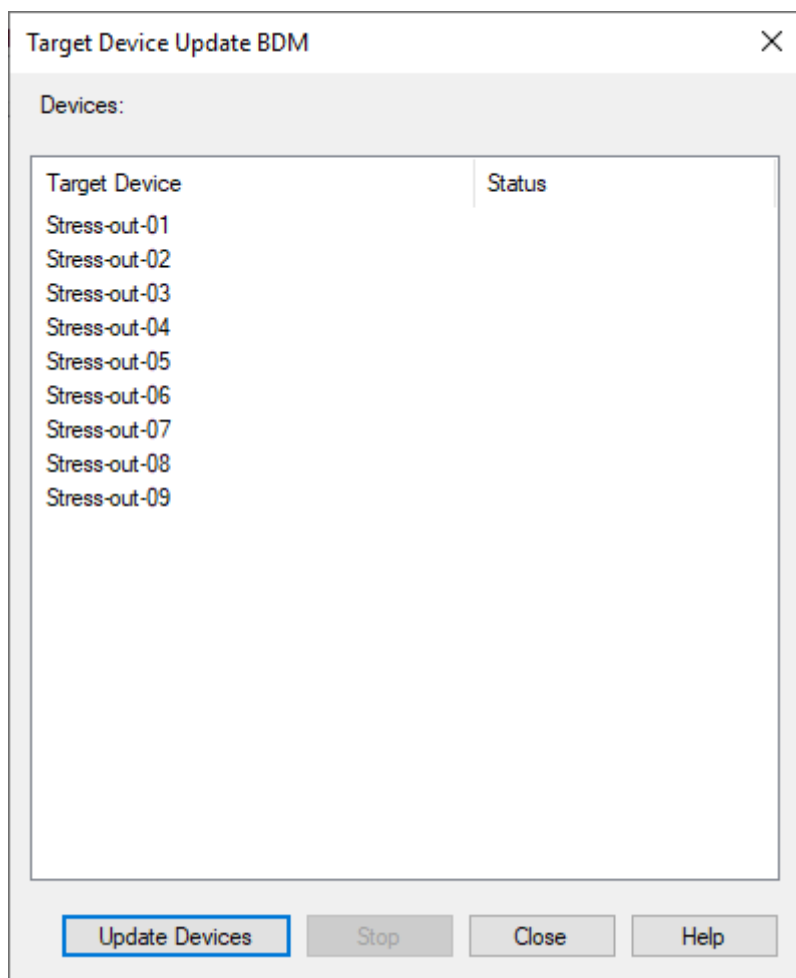 Target Device Update BDM
Devices:
Target Device Status
Stress-out-01
Stress-out-02
Stress-out-03
Stress-out-04
Stress-out-05
Stress-out-06
Stress-out-07
Stress-out-08
Stress-out-09
Update Devices Stop Close Help